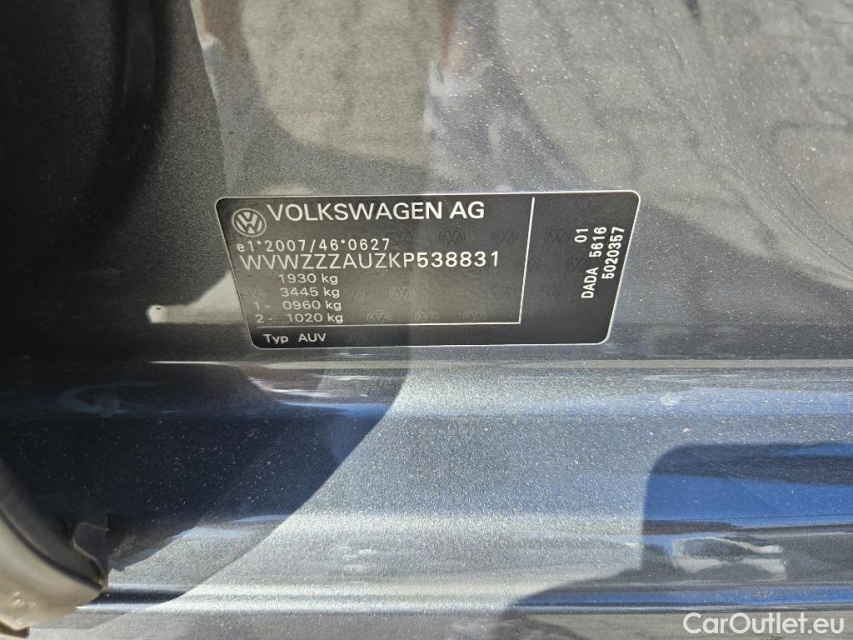 VOLKSWAGEN AG
e1*2007/46*0627
WVWZZZAUZKP538831
1930 kg
3445 kg
1- 0960 kg
2- 1020 kg
Typ AUV
01
DADA 5616
5020357
CarOutlet.eu